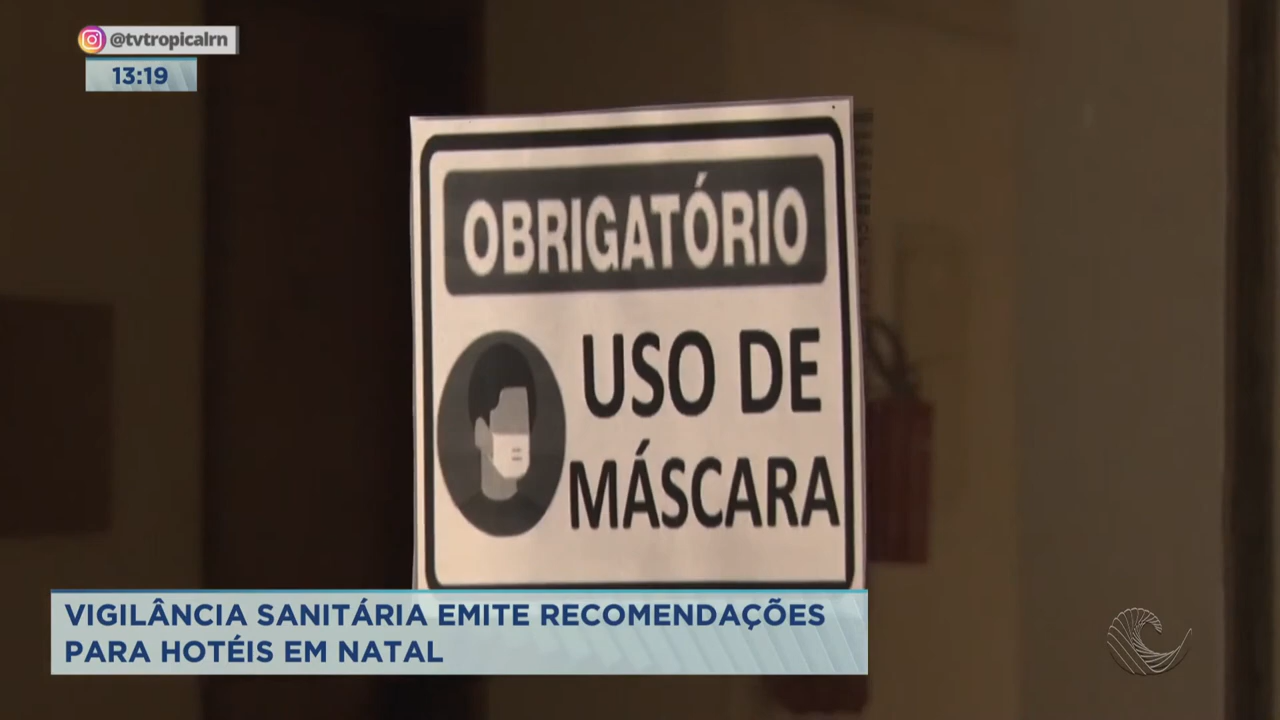 @tvtropicalrn
13:19
OBRIGATÓRIO
USO DE
MÁSCARA
VIGILÂNCIA SANITÁRIA EMITE RECOMENDAÇÕES
PARA HOTÉIS EM NATAL